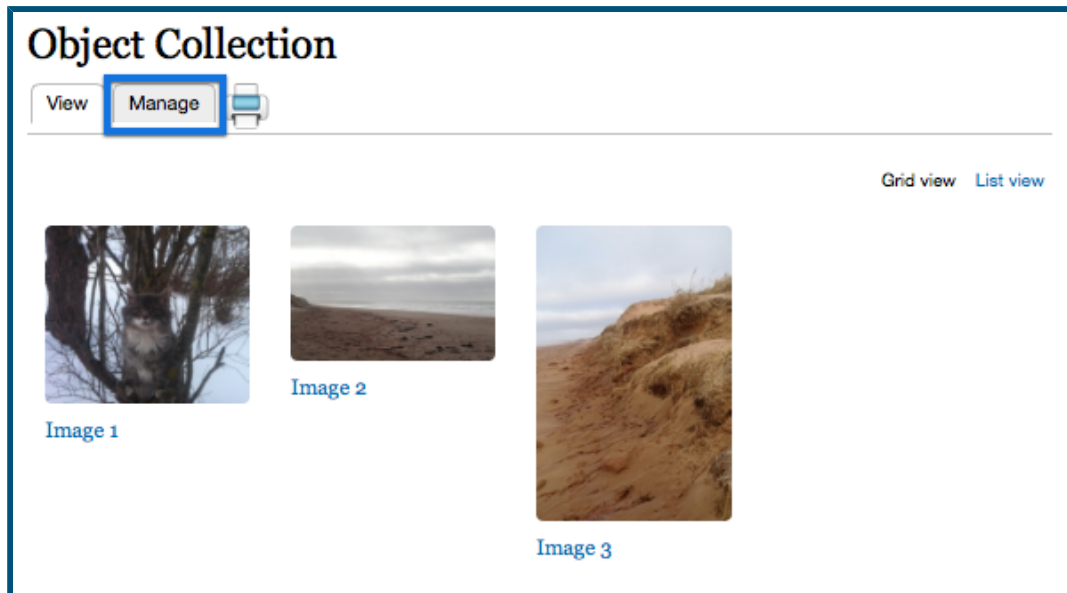 Object Collection
View Manage
Grid view List view
Image 1
Image 2
Image 3